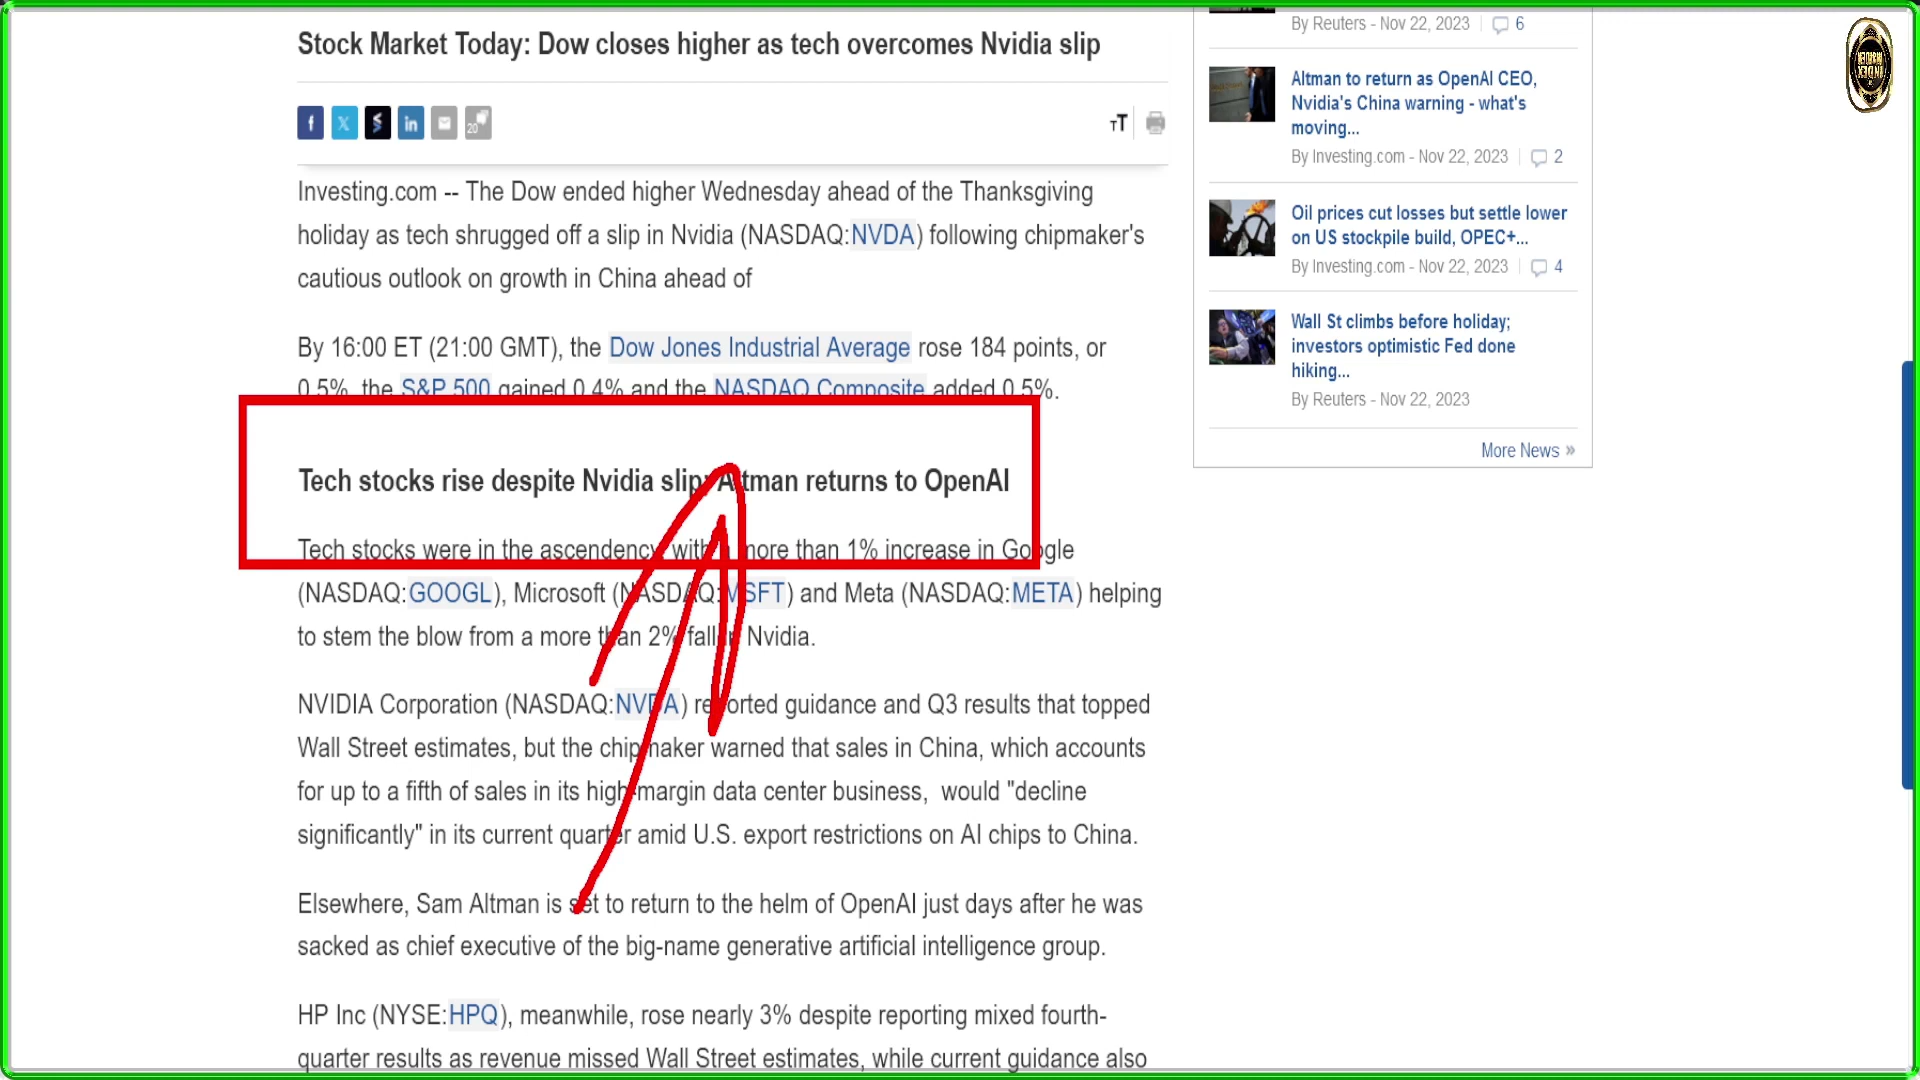 Stock Market Today: Dow closes higher as tech overcomes Nvidia slip
20
TT
Investing.com -- The Dow ended higher Wednesday ahead of the Thanksgiving
holiday as tech shrugged off a slip in Nvidia (NASDAQ:NVDA) following chipmaker's
cautious outlook on growth in China ahead of
By 16:00 ET (21:00 GMT), the Dow Jones Industrial Average rose 184 points, or
0.5%, the S&P 500 gained 0.4% and the NASDAQ Composite added 0.5%.
Tech stocks rise despite Nvidia slip; Altman returns to OpenAI
Tech stocks were in the ascendency, with more than 1% increase in Google
(NASDAQ:GOOGL), Microsoft (NASDAQ:MSFT) and Meta (NASDAQ:META) helping
to stem the blow from a more than 2% fall in Nvidia.
NVIDIA Corporation (NASDAQ:NVDA) reported guidance and Q3 results that topped
Wall Street estimates, but the chipmaker warned that sales in China, which accounts
for up to a fifth of sales in its high-margin data center business, would "decline
significantly" in its current quarter amid U.S. export restrictions on AI chips to China.
Elsewhere, Sam Altman is set to return to the helm of OpenAI just days after he was
sacked as chief executive of the big-name generative artificial intelligence group.
HP Inc (NYSE:HPQ), meanwhile, rose nearly 3% despite reporting mixed fourth-
quarter results as revenue missed Wall Street estimates, while current guidance also
By Reuters - Nov 22, 2023 6
Altman to return as OpenAI CEO,
Nvidia's China warning - what's
moving...
By Investing.com - Nov 22, 2023 2
Oil prices cut losses but settle lower
on US stockpile build, OPEC+...
By Investing.com - Nov 22, 2023 4
Wall St climbs before holiday;
investors optimistic Fed done
hiking...
By Reuters - Nov 22, 2023
More News »